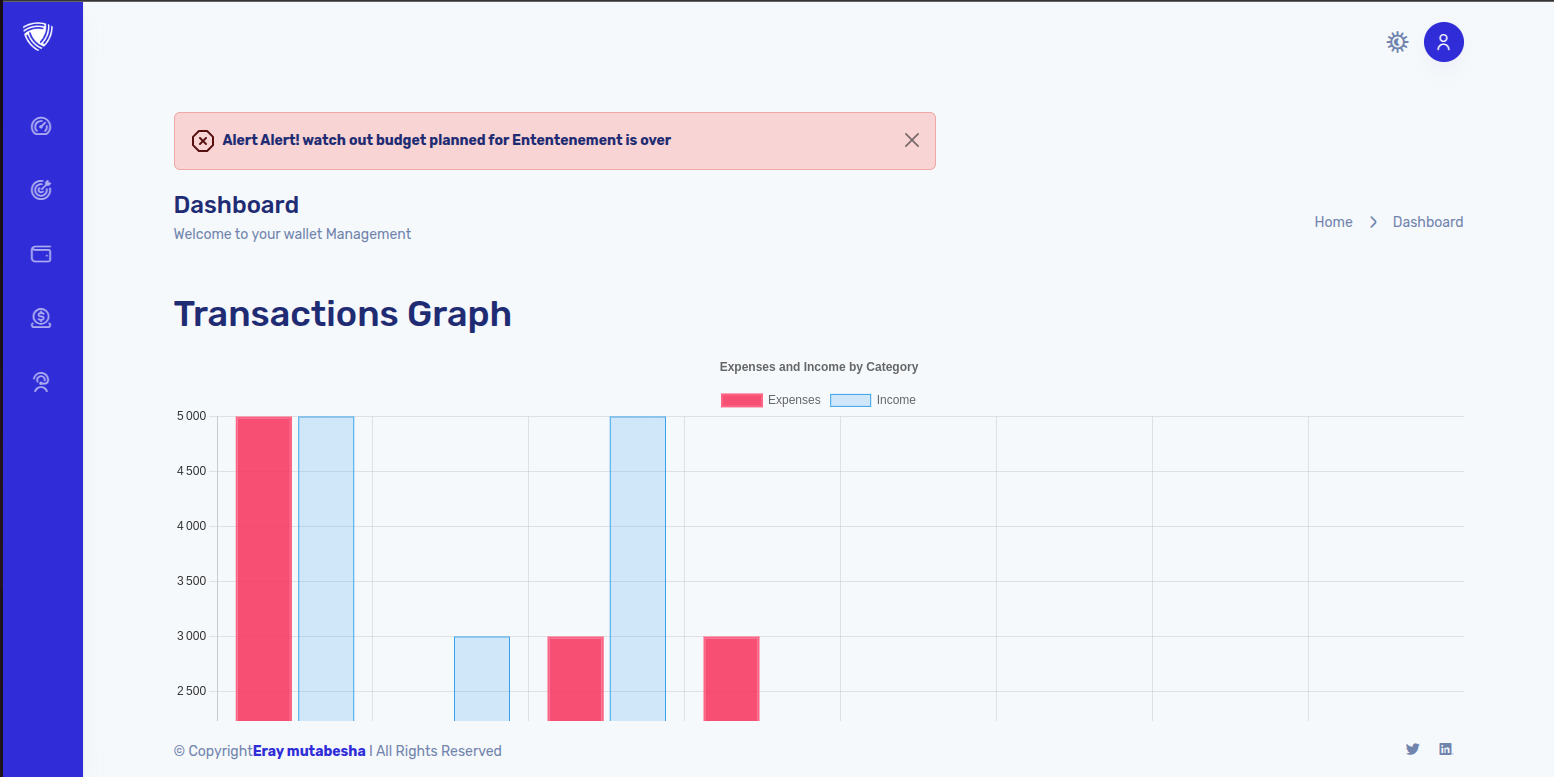 Alert Alert! watch out budget planned for Ententenement is over
Dashboard
Welcome to your wallet Management
Home Dashboard
Transactions Graph
Expenses and Income by Category
Expenses Income
5 000
4 500
4 000
3 500
3 000
2 500
© CopyrightEray mutabesha l All Rights Reserved